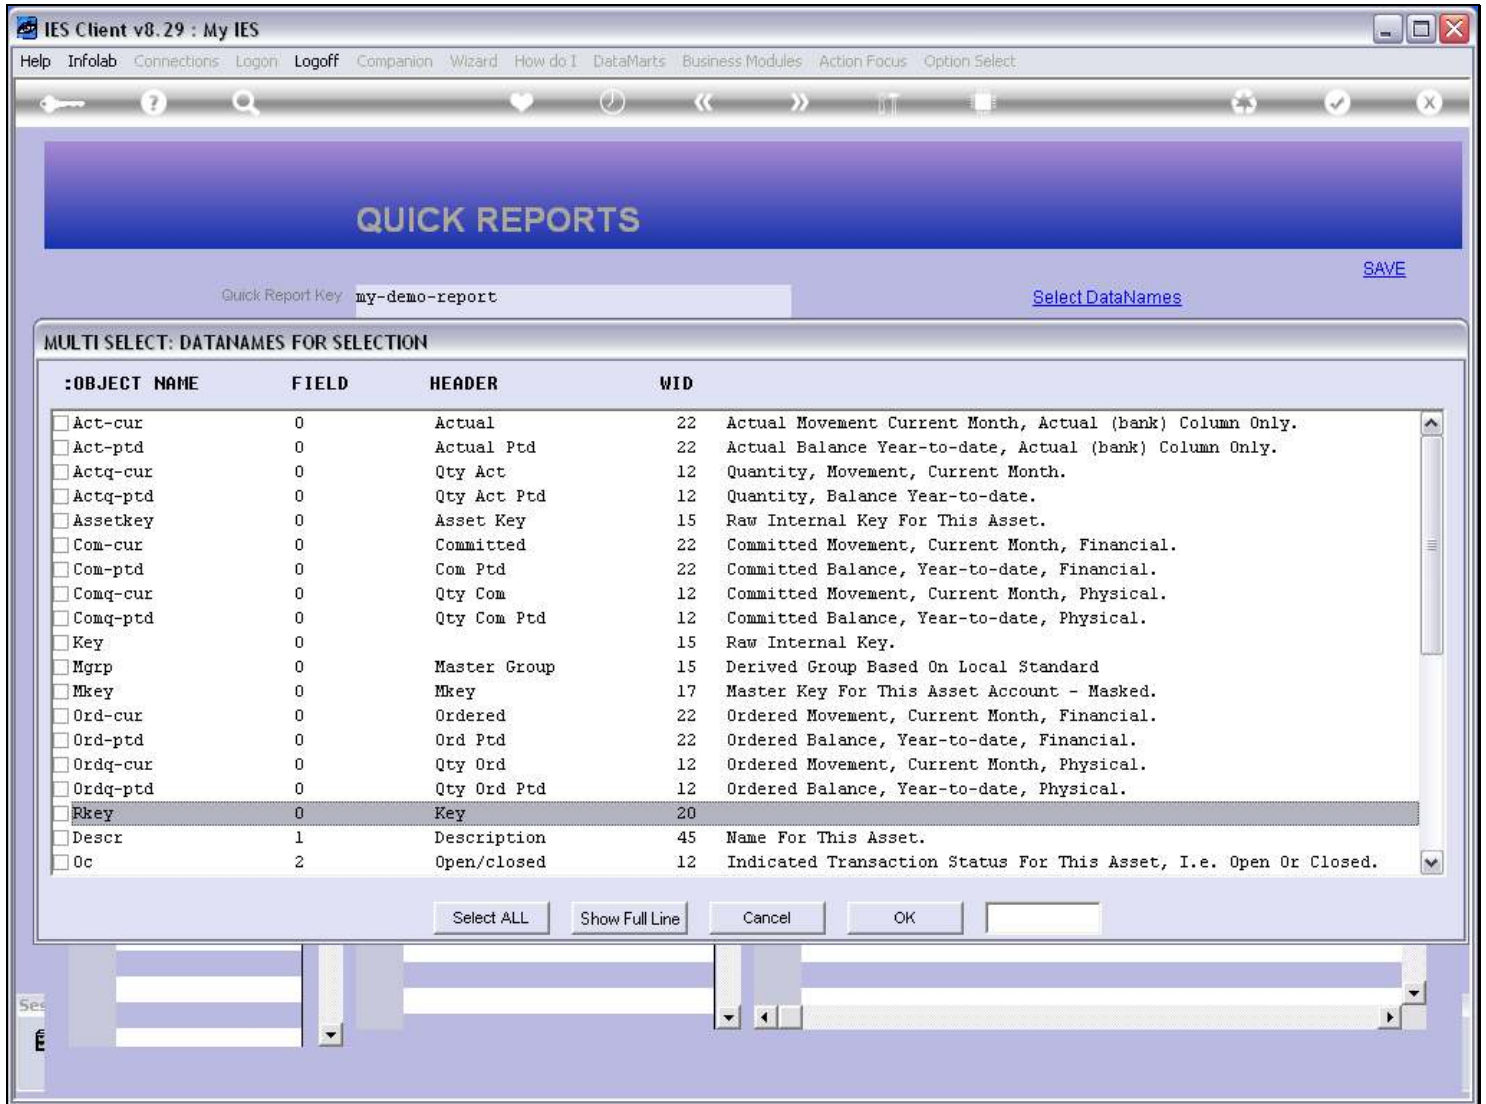 IES Client v8.29 : My IES
Help Infolab Connections Logon Logoff Companion Wizard How do I DataMarts Business Modules Action Focus Option Select
QUICK REPORTS
SAVE
Quick Report Key my-demo-report Select DataNames
MULTI SELECT: DATANAMES FOR SELECTION
:OBJECT NAME FIELD HEADER WID
Act-cur 0 Actual 22 Actual Movement Current Month, Actual (bank) Column Only.
Act-ptd 0 Actual Ptd 22 Actual Balance Year-to-date, Actual (bank) Column Only.
Actq-cur 0 Qty Act 12 Quantity, Movement, Current Month.
Actq-ptd 0 Qty Act Ptd 12 Quantity, Balance Year-to-date.
Assetkey 0 Asset Key 15 Raw Internal Key For This Asset.
Com-cur 0 Committed 22 Committed Movement, Current Month, Financial.
Com-ptd 0 Com Ptd 22 Committed Balance, Year-to-date, Financial.
Comq-cur 0 Qty Com 12 Committed Movement, Current Month, Physical.
Comq-ptd 0 Qty Com Ptd 12 Committed Balance, Year-to-date, Physical.
Key 0 15 Raw Internal Key.
Mgrp 0 Master Group 15 Derived Group Based On Local Standard
Mkey 0 Mkey 17 Master Key For This Asset Account - Masked.
Ord-cur 0 Ordered 22 Ordered Movement, Current Month, Financial.
Ord-ptd 0 Ord Ptd 22 Ordered Balance, Year-to-date, Financial.
Ordq-cur 0 Qty Ord 12 Ordered Movement, Current Month, Physical.
Ordq-ptd 0 Qty Ord Ptd 12 Ordered Balance, Year-to-date, Physical.
Rkey 0 Key 20
Descr 1 Description 45 Name For This Asset.
Oc 2 Open/closed 12 Indicated Transaction Status For This Asset, I.e. Open Or Closed.
Select ALL Show Full Line Cancel OK